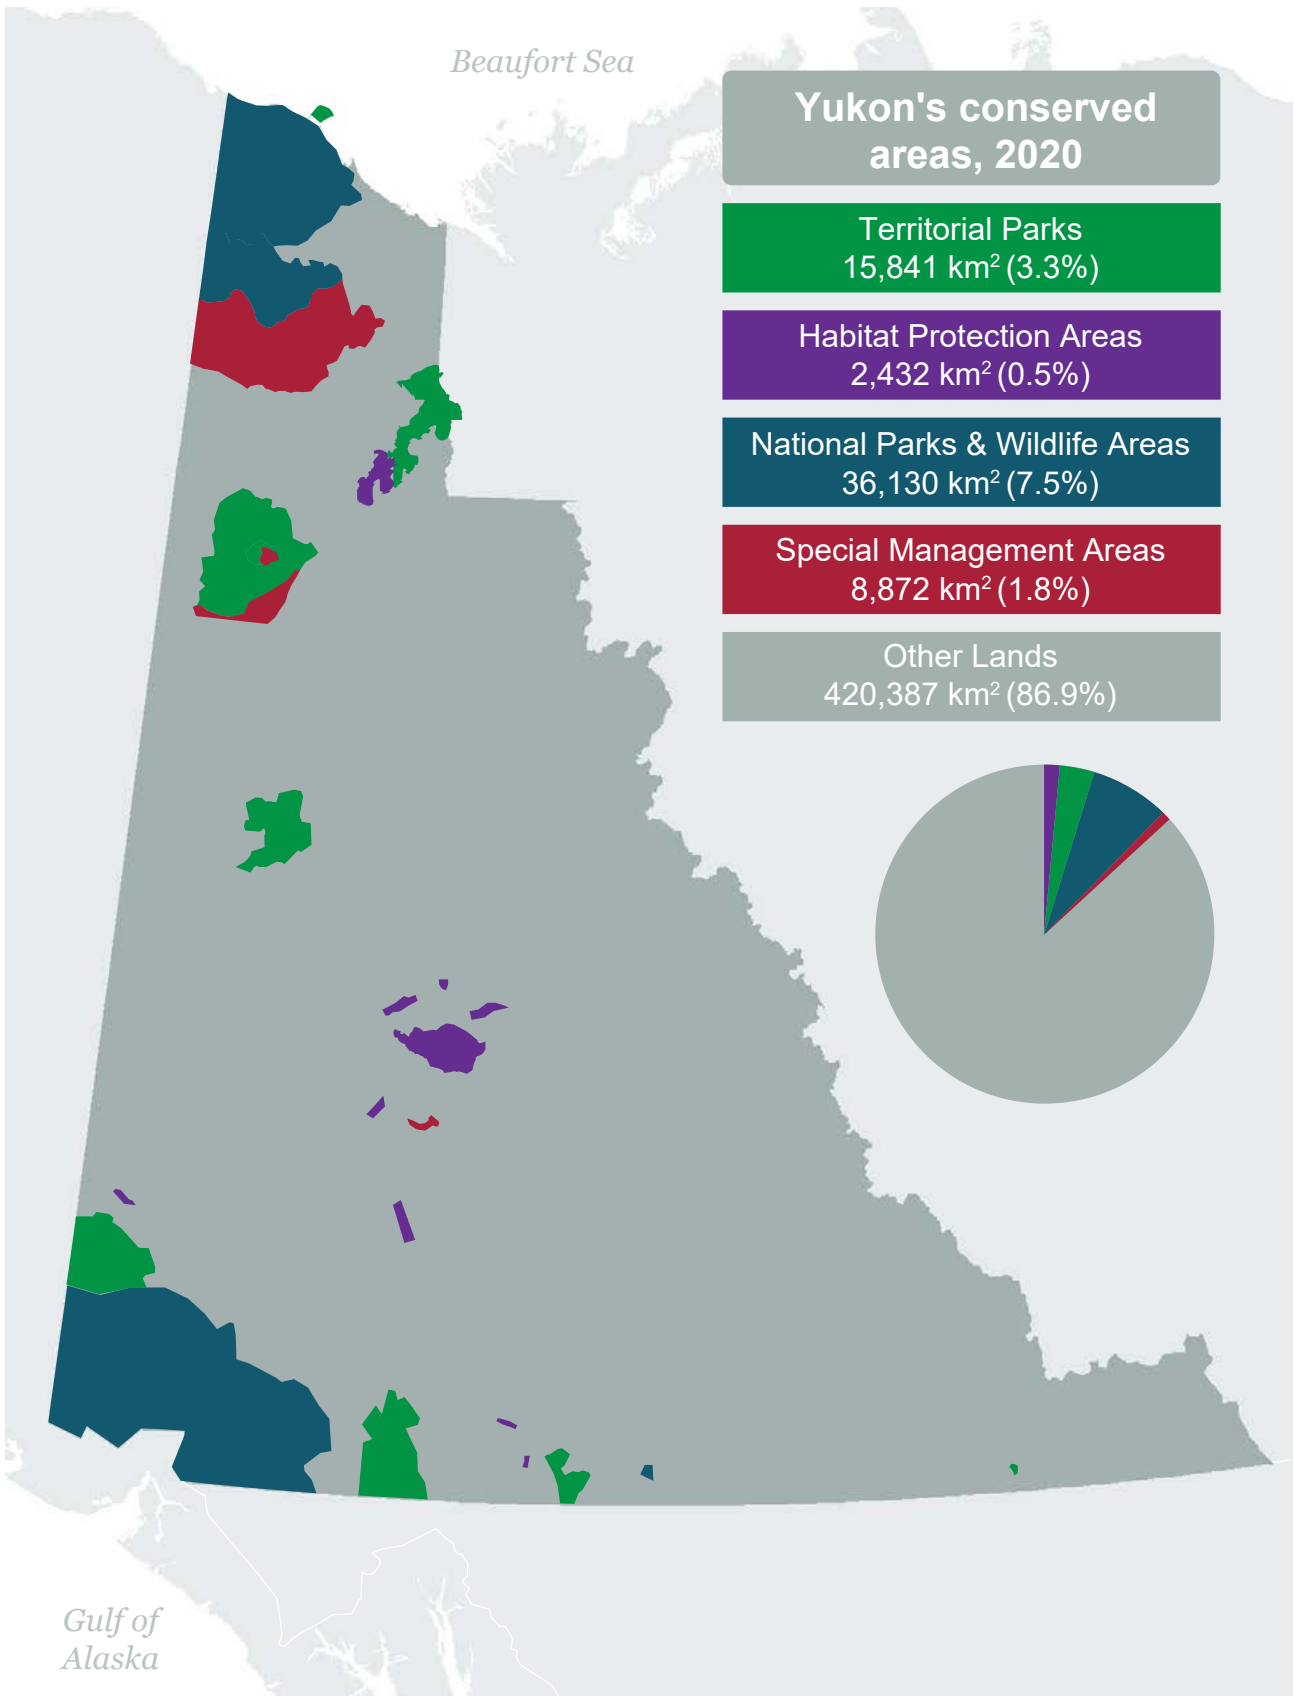 Beaufort Sea
Yukon's conserved
areas, 2020
Territorial Parks
15,841 km² (3.3%)
Habitat Protection Areas
2,432 km² (0.5%)
National Parks & Wildlife Areas
36,130 km² (7.5%)
Special Management Areas
8,872 km² (1.8%)
Other Lands
420,387 km² (86.9%)
Gulf of
Alaska